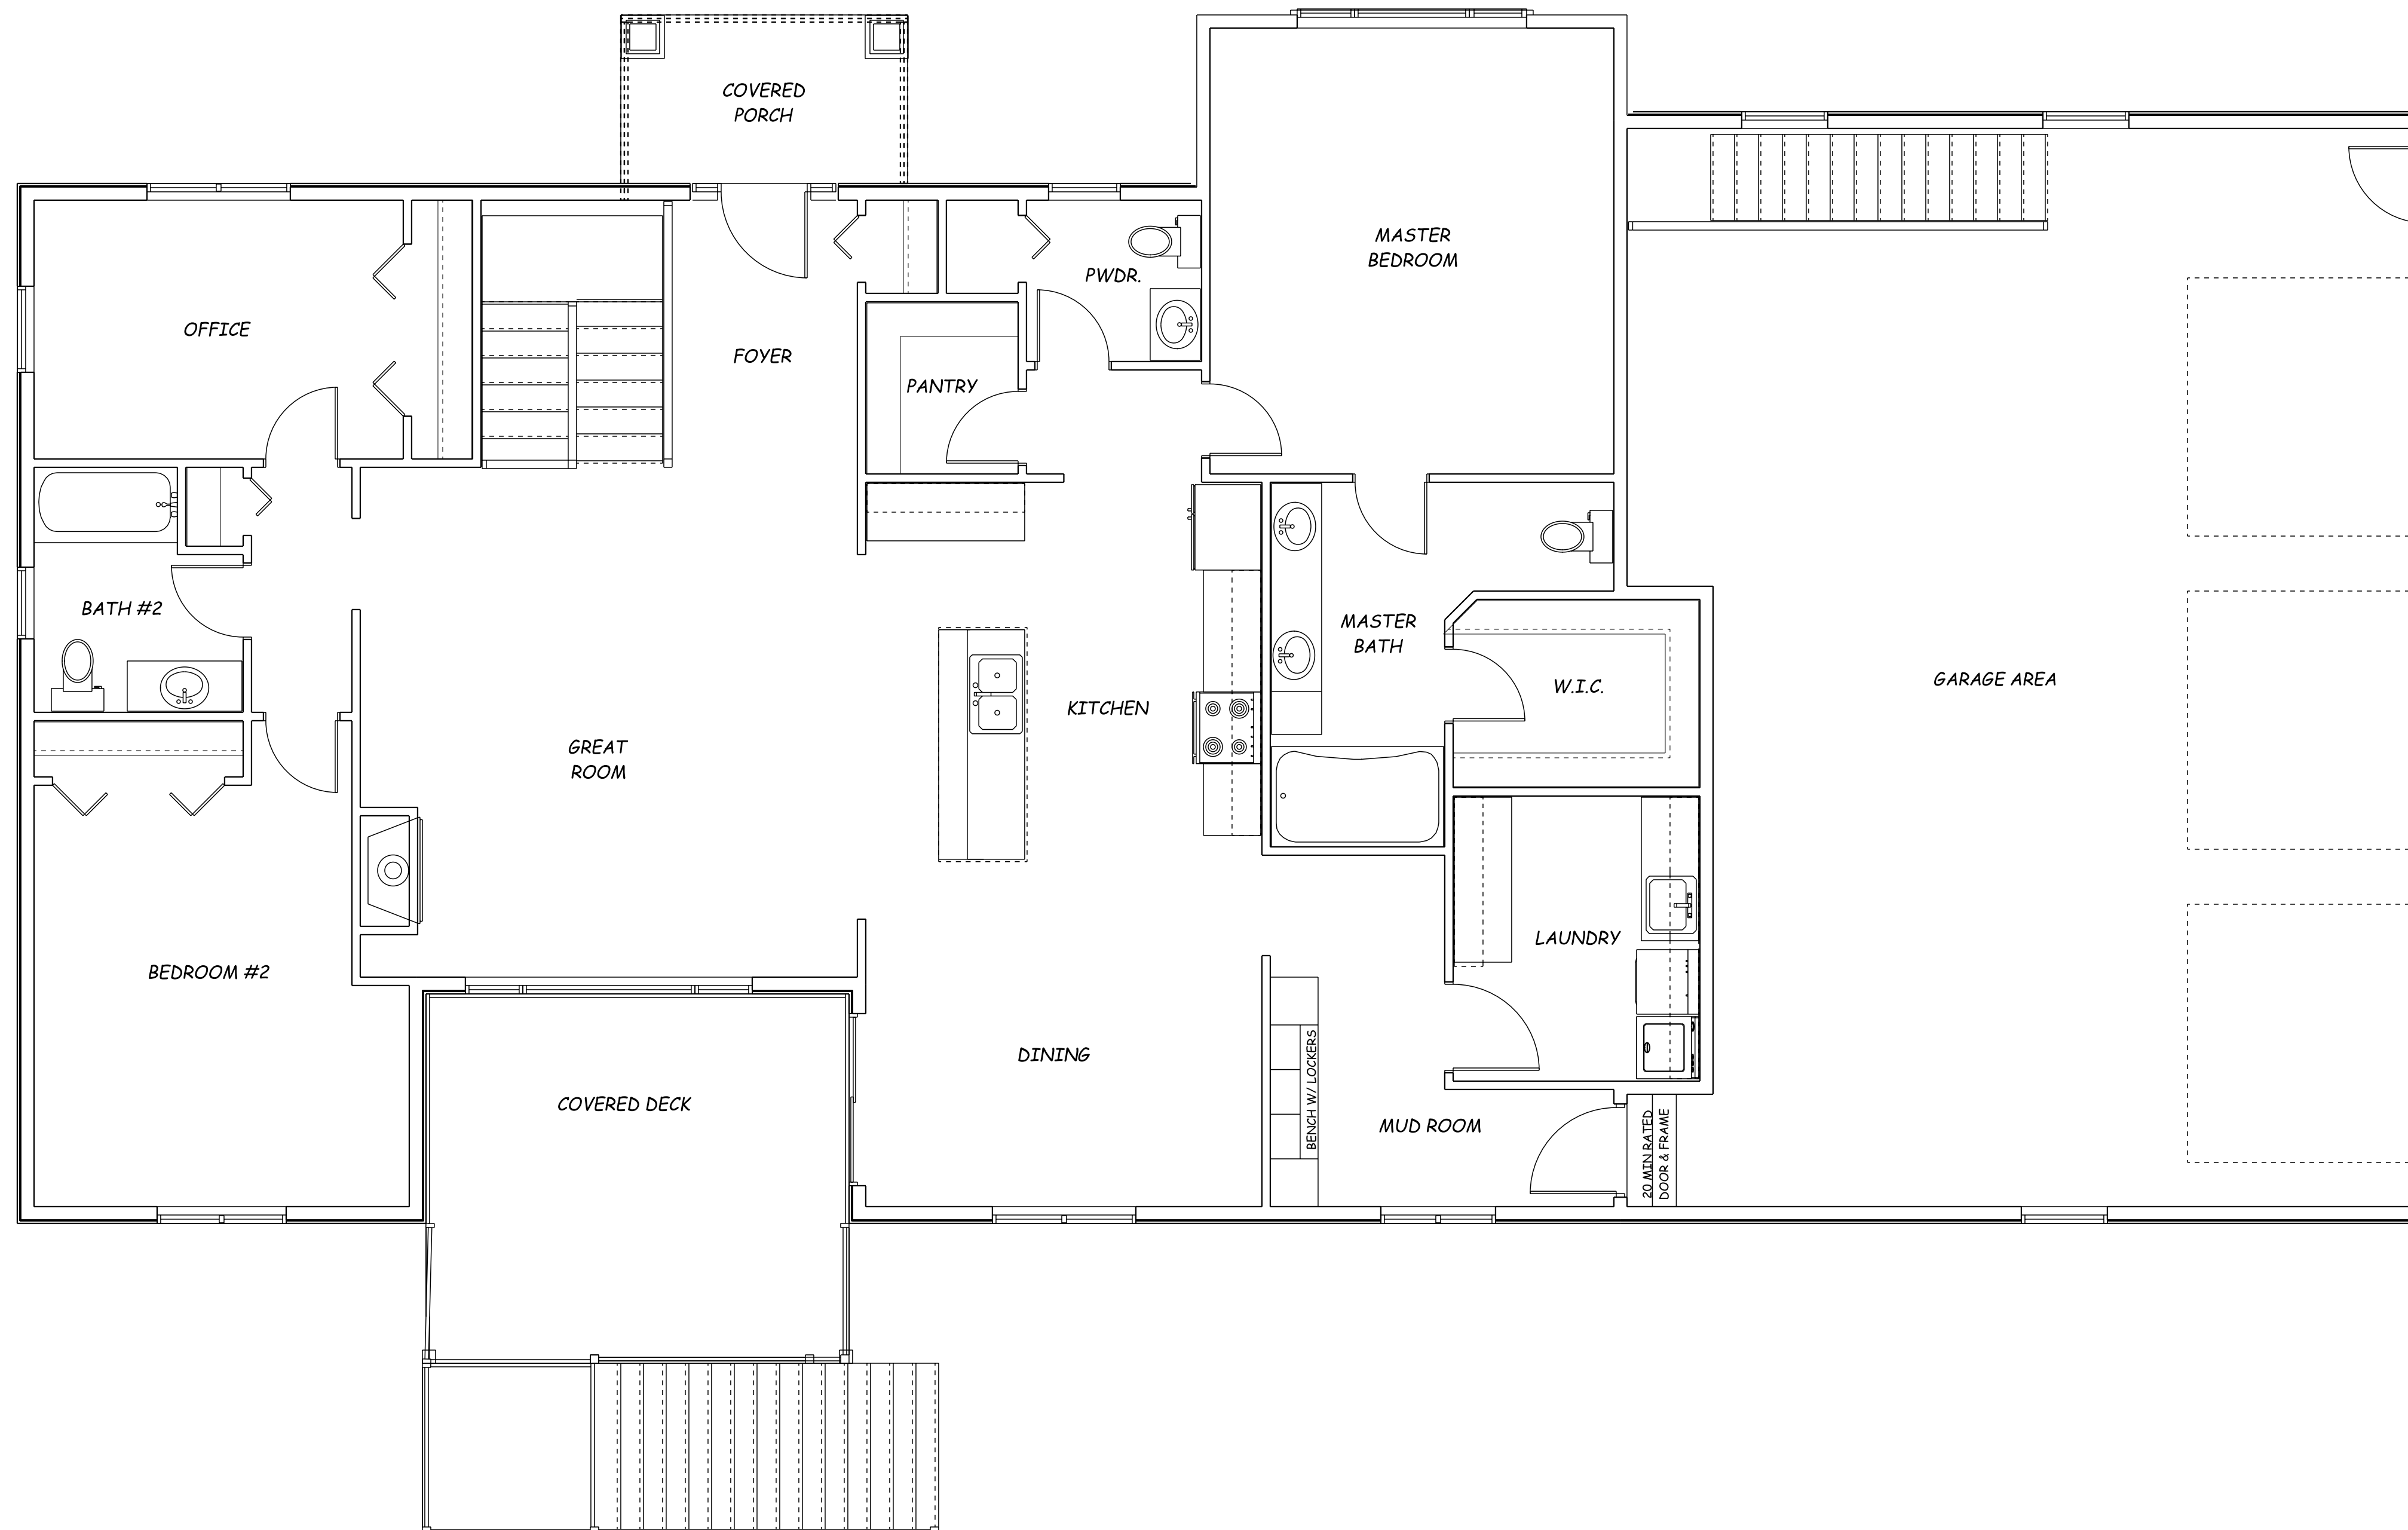 COVERED
PORCH
MASTER
BEDROOM
PWDR.
OFFICE
FOYER
PANTRY
BATH #2
MASTER
BATH
W.I.C.
GARAGE AREA
KITCHEN
GREAT
ROOM
LAUNDRY
BEDROOM #2
DINING
BENCH W/ LOCKERS
COVERED DECK
MUD ROOM
20 MIN RATED
DOOR & FRAME